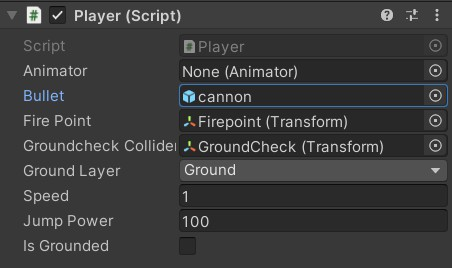 Player (Script)
Script Player
Animator None (Animator)
Bullet cannon
Fire Point Firepoint (Transform)
Groundcheck Collider GroundCheck (Transform)
Ground Layer Ground
Speed 1
Jump Power 100
Is Grounded